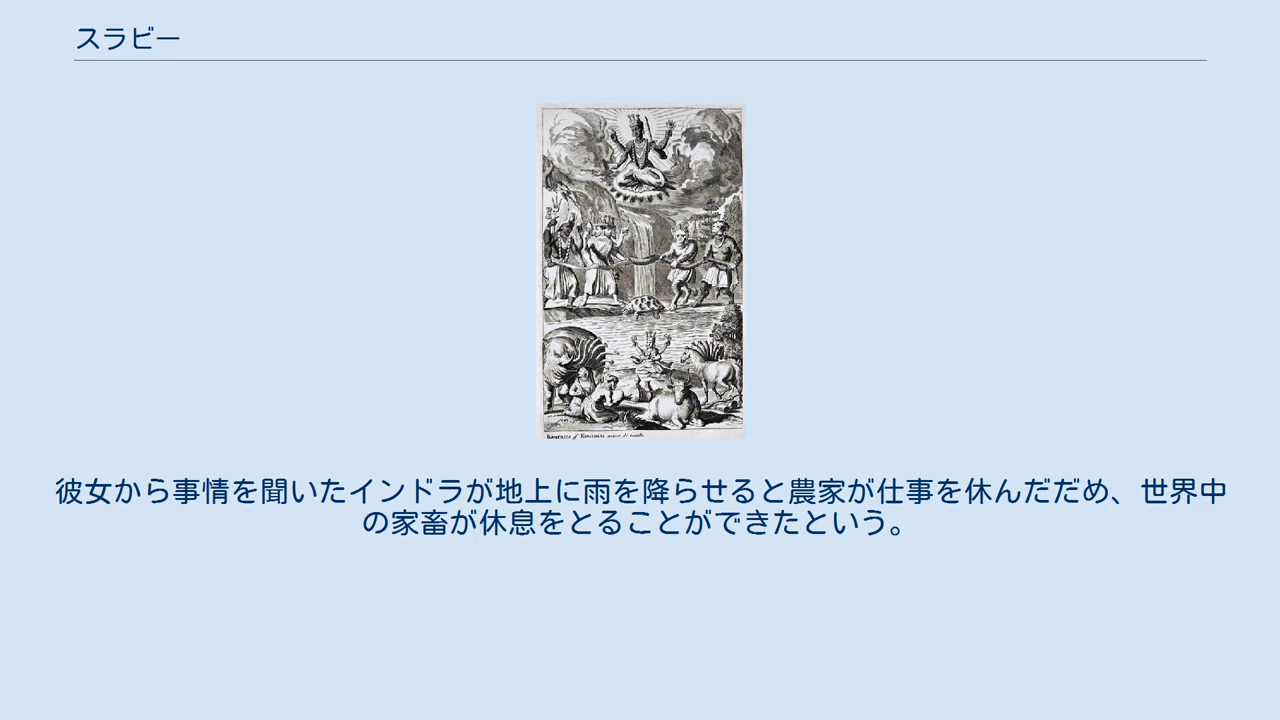 スラビー
彼女から事情を聞いたインドラが地上に雨を降らせると農家が仕事を休んだだめ、世界中
の家畜が休息をとることができたという。